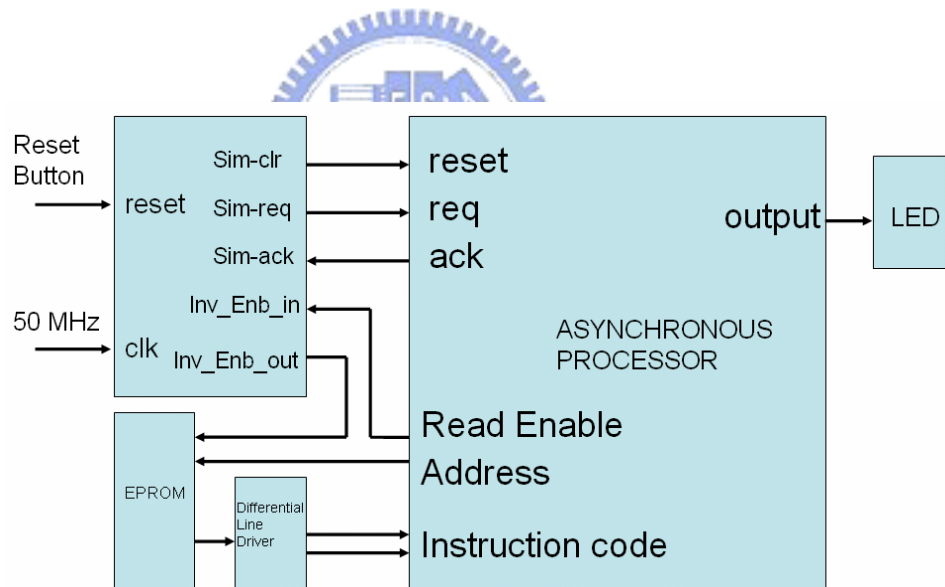 Reset
Button
reset
50 MHz
clk
Sim-clr
Sim-req
Sim-ack
Inv_Enb_in
Inv_Enb_out
reset
req
ack
output
LED
ASYNCHRONOUS
PROCESSOR
Read Enable
Address
Instruction code
EPROM
Differential
Line
Driver